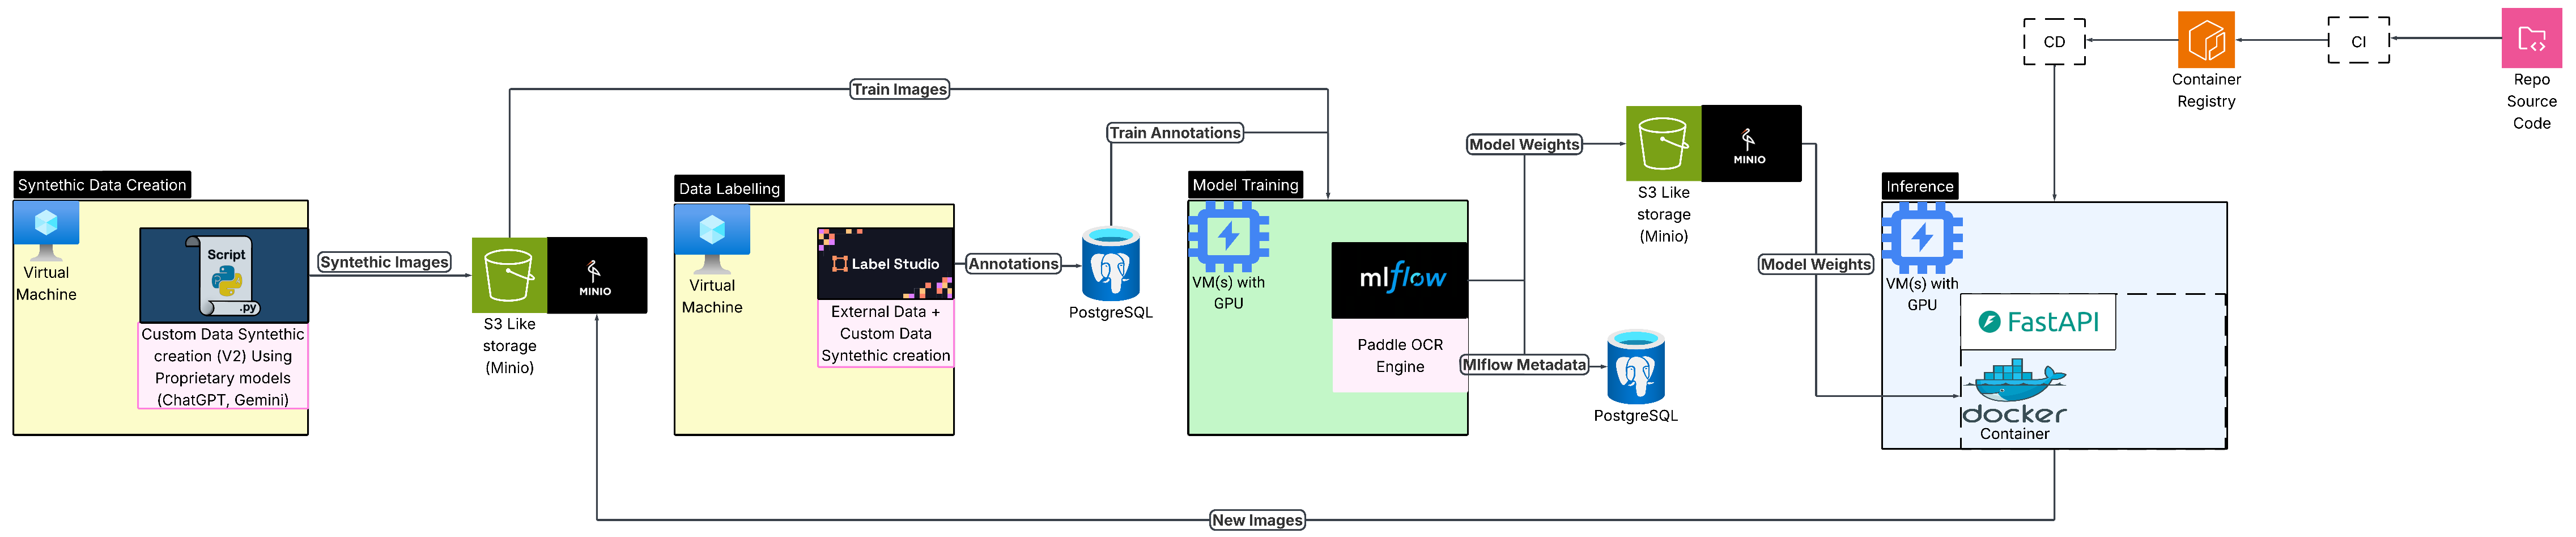 Syntethic Data Creation
Virtual
Machine
Script
.py
Custom Data Syntethic
creation (V2) Using
Proprietary models
(ChatGPT, Gemini)
Syntethic Images
MINIO
S3 Like
storage
(Minio)
Train Images
Data Labelling
Virtual
Machine
Label Studio
External Data +
Custom Data
Syntethic creation
Annotations
PostgreSQL
Train Annotations
Model Training
VM(s) with
GPU
mlflow
Paddle OCR
Engine
Model Weights
Mlflow Metadata
PostgreSQL
MINIO
S3 Like
storage
(Minio)
Model Weights
Inference
VM(s) with
GPU
FastAPI
docker
Container
New Images
CD
Container
Registry
CI
Repo
Source
Code